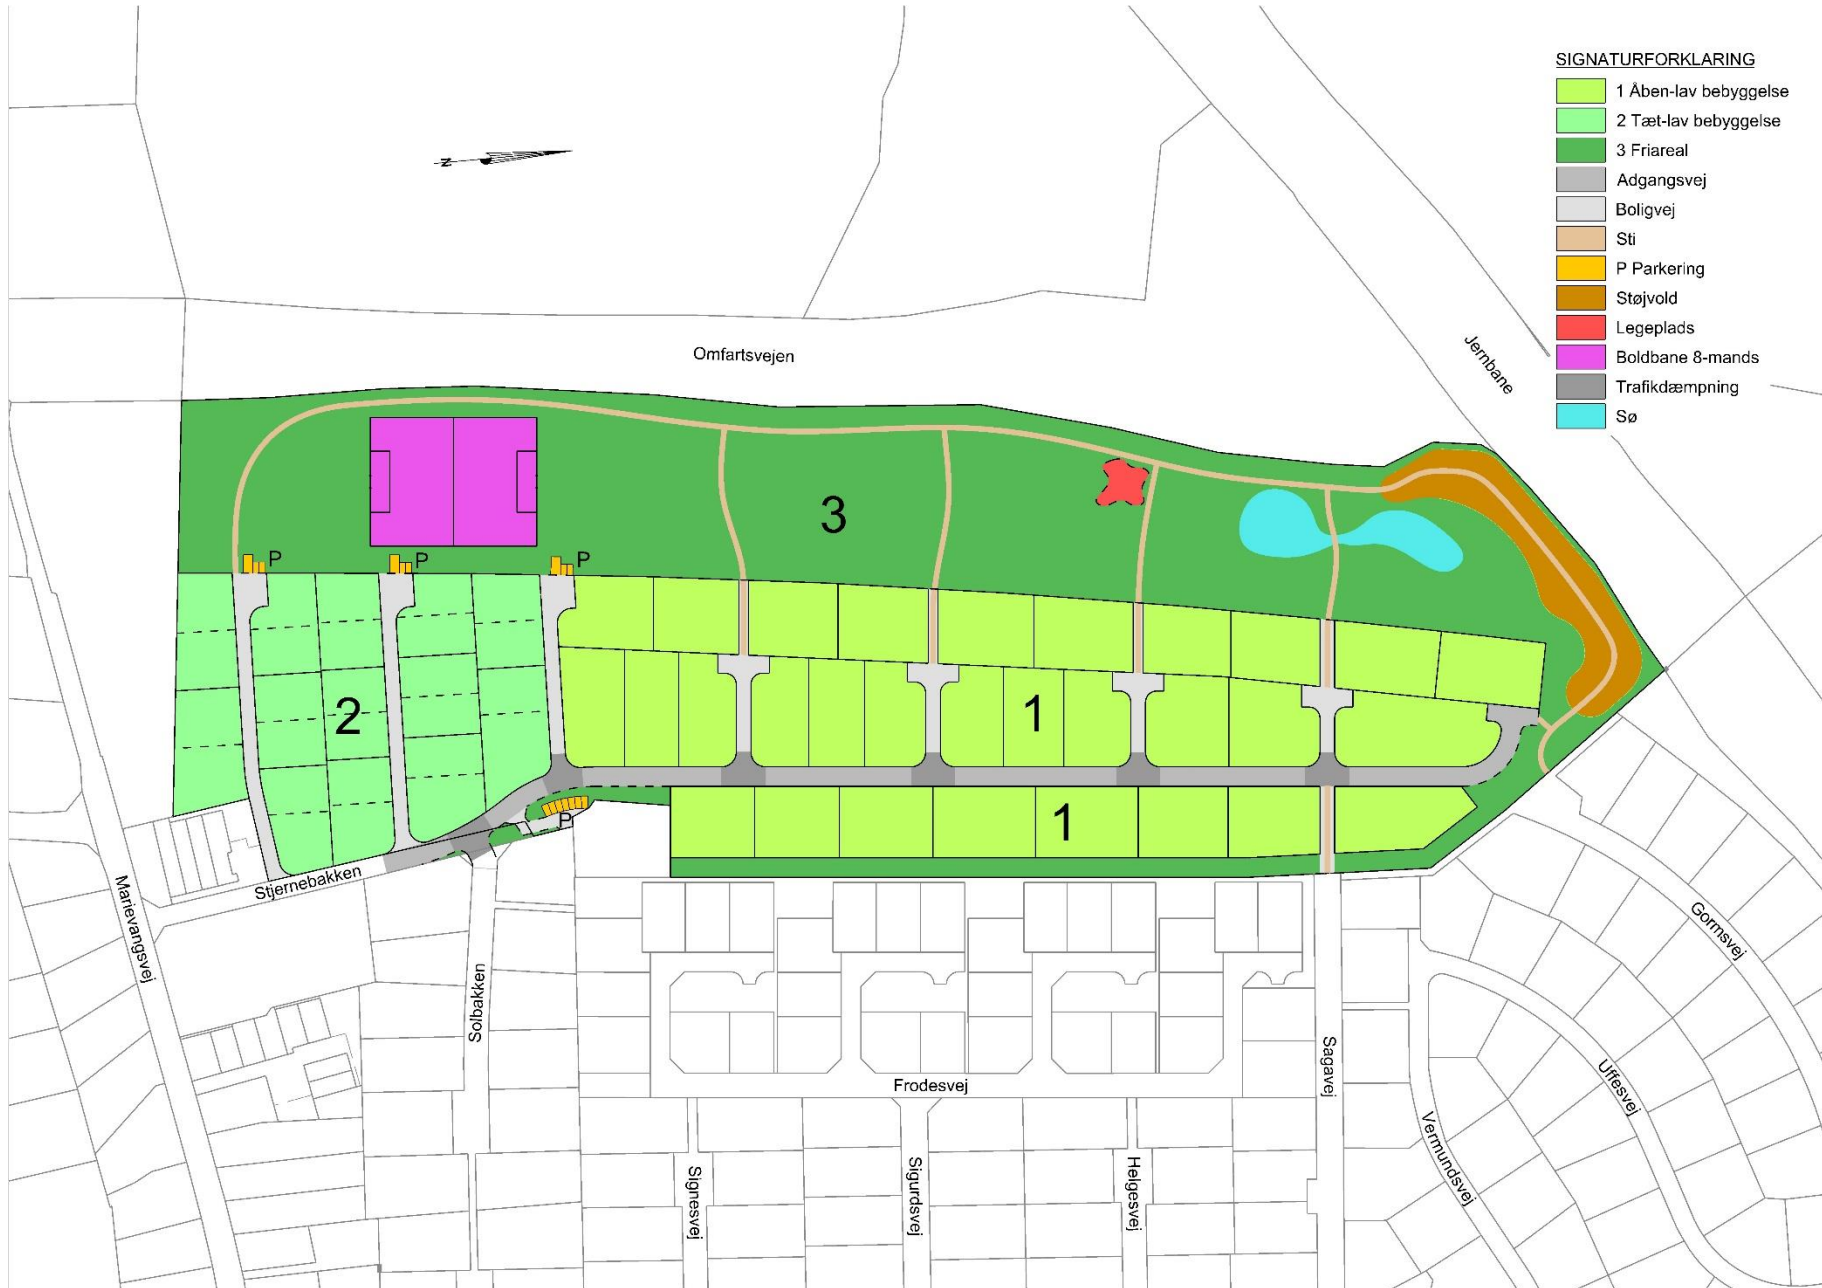 SIGNATURFORKLARING
1 Åben-lav bebyggelse
2 Tæt-lav bebyggelse
3 Friareal
Adgangsvej
Boligvej
Sti
P Parkering
Støjvold
Legeplads
Boldbane 8-mands
Trafikdæmpning
Sø
N
Omfartsvejen
Jernbane
3
P
P
P
2
1
1
P
Stjernebakken
Marievangsvej
Solbakken
Frodesvej
Signesvej
Sigurdsvej
Helgesvej
Sagavej
Vermundsvej
Uffesvej
Gormsvej